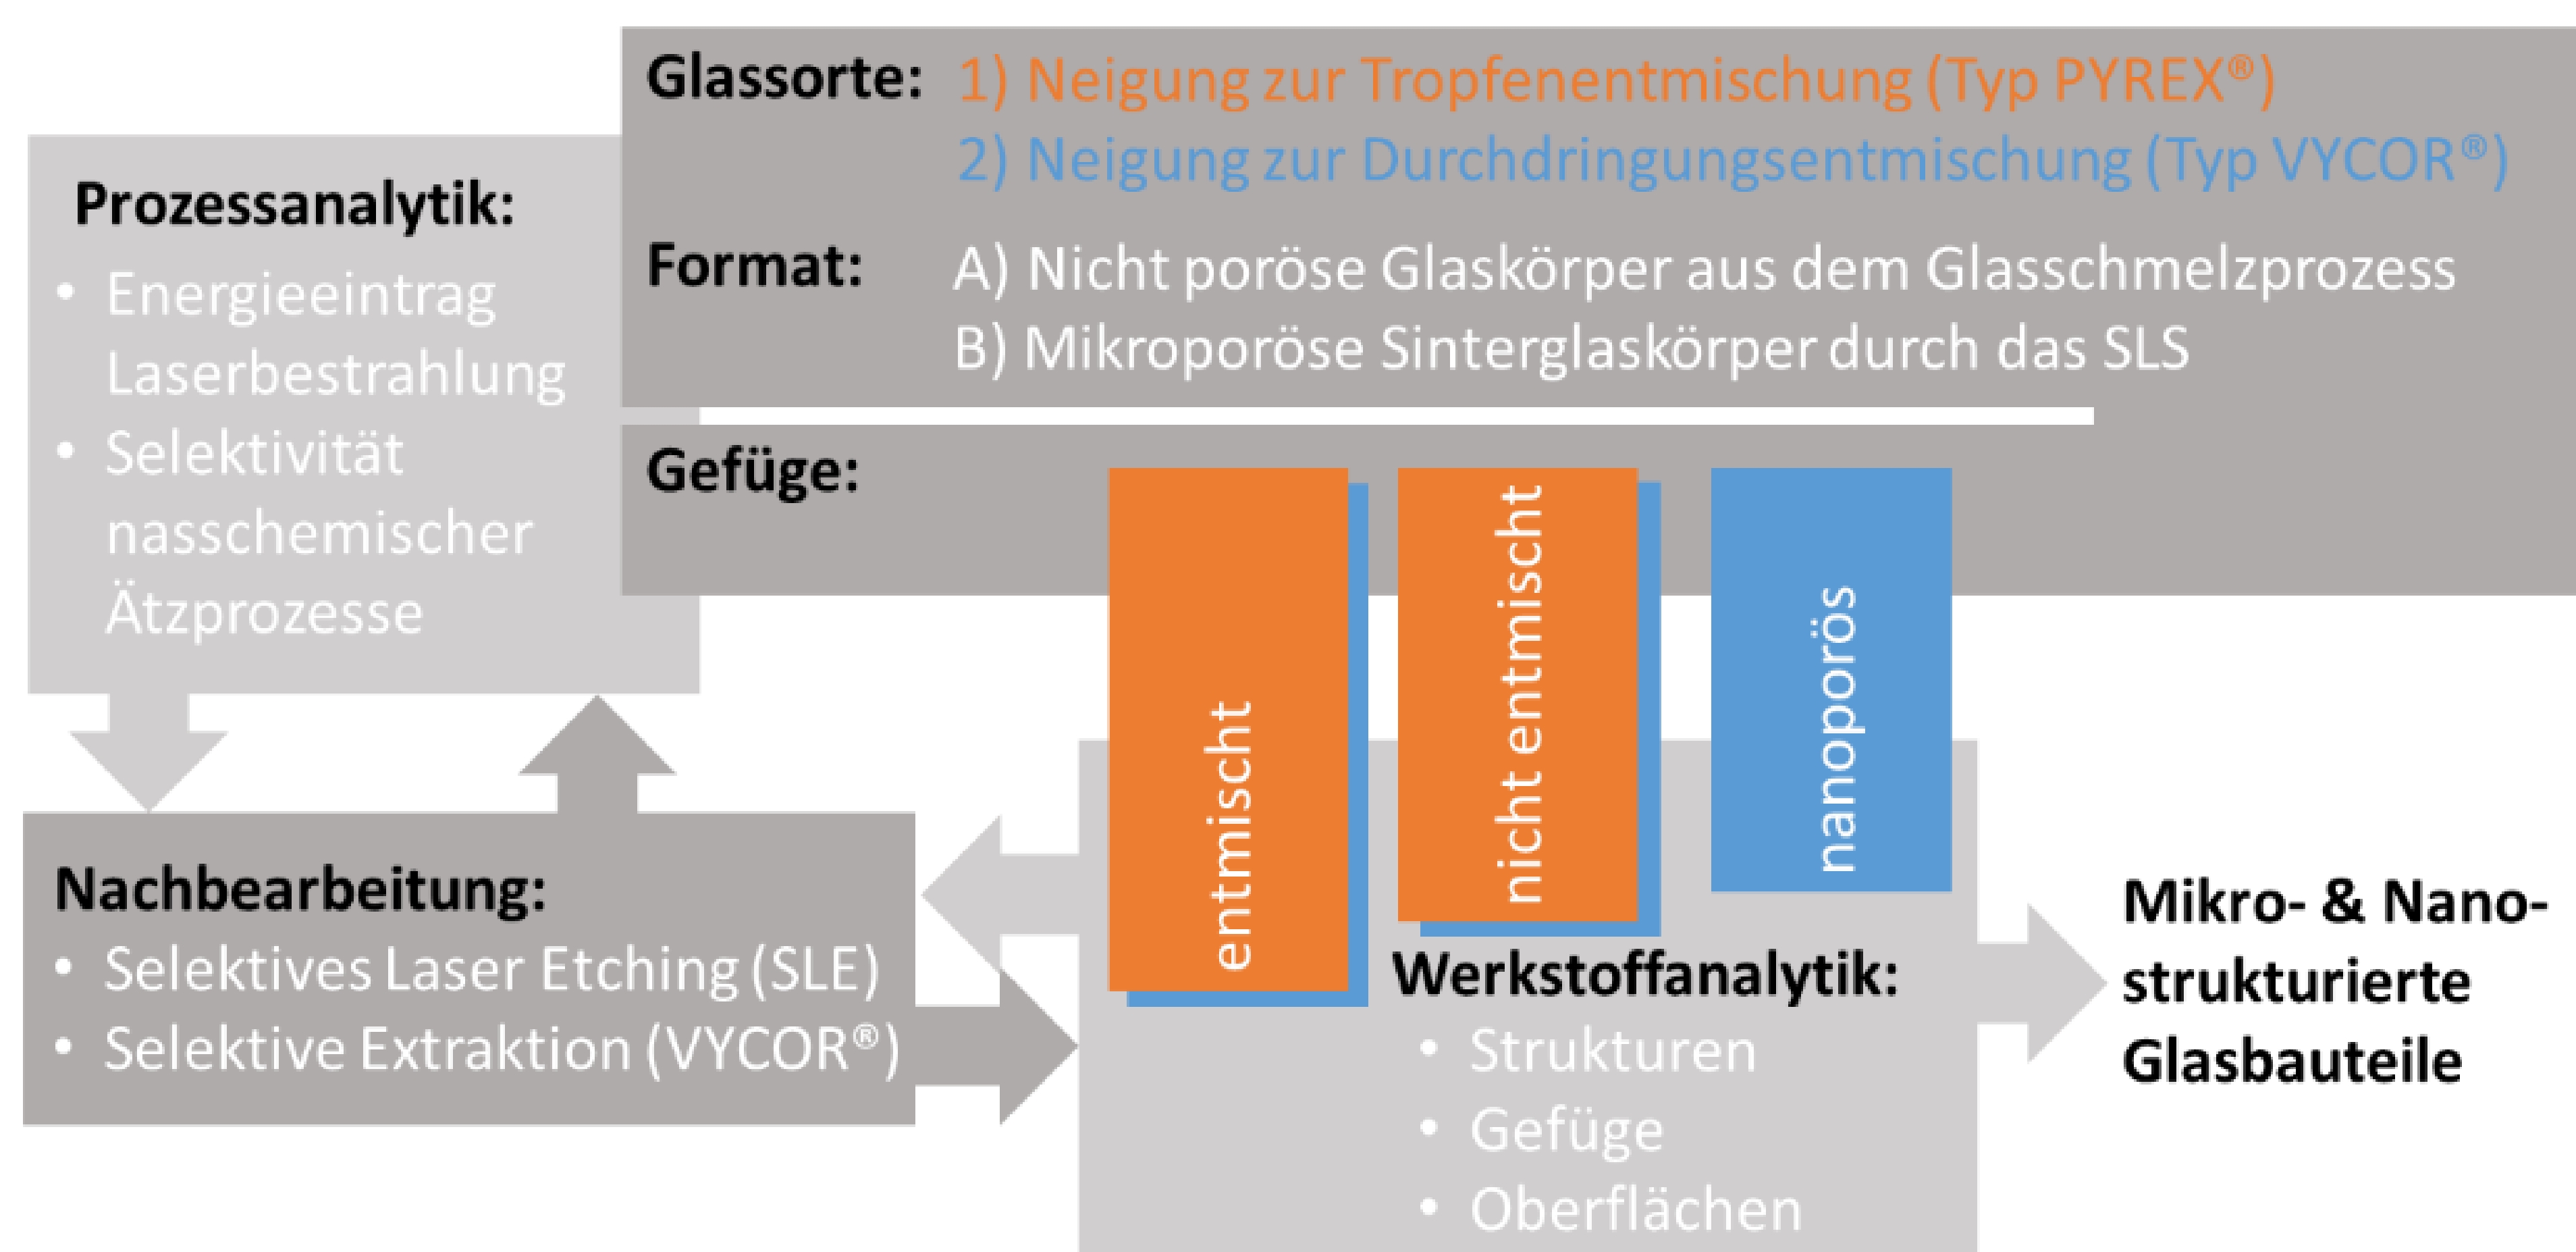 Glassorte: 1) Neigung zur Tropfenentmischung (Typ PYREX®)
2) Neigung zur Durchdringungsentmischung (Typ VYCOR®)
Format: A) Nicht poröse Glaskörper aus dem Glasschmelzprozess
B) Mikroporöse Sinterglaskörper durch das SLS
Gefüge:
entmischt
nicht entmischt
nanoporös
Prozessanalytik:
• Energieeintrag
Laserbestrahlung
• Selektivität
nasschemischer
Ätzprozesse
Nachbearbeitung:
• Selektives Laser Etching (SLE)
• Selektive Extraktion (VYCOR®)
Werkstoffanalytik:
• Strukturen
• Gefüge
• Oberflächen
Mikro- & Nano-
strukturierte
Glasbauteile